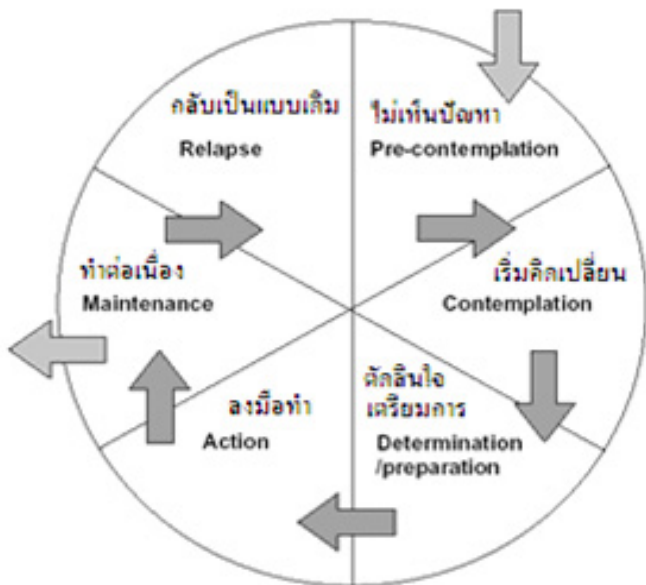 กลับเป็นแบบเดิม
Relapse
ไม่เห็นปัญหา
Pre-contemplation
เริ่มคิดเปลี่ยน
Contemplation
ตัดสินใจ
เตรียมการ
Determination
/preparation
ลงมือทำ
Action
ทำต่อเนื่อง
Maintenance